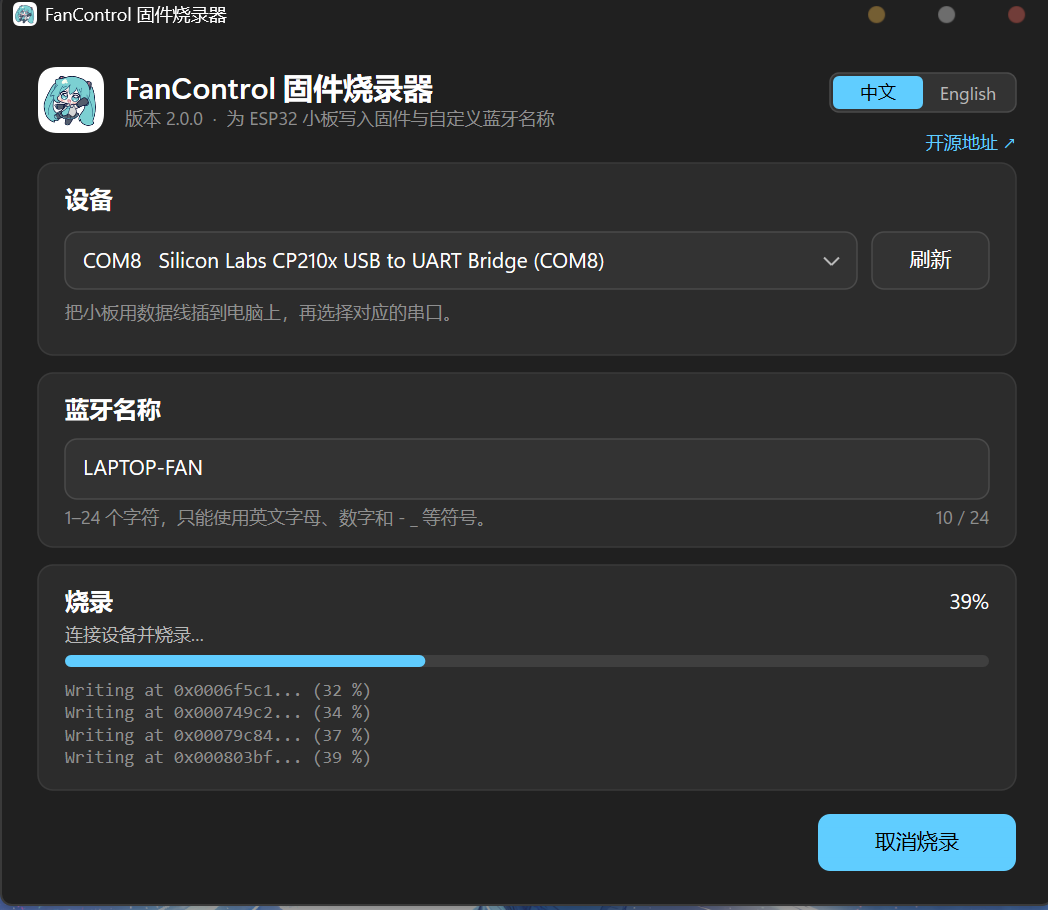 FanControl 固件烧录器
FanControl 固件烧录器
中文
English
版本 2.0.0 · 为 ESP32 小板写入固件与自定义蓝牙名称
开源地址 ↗
设备
COM8 Silicon Labs CP210x USB to UART Bridge (COM8)
刷新
把小板用数据线插到电脑上，再选择对应的串口。
蓝牙名称
LAPTOP-FAN
1–24 个字符，只能使用英文字母、数字和 - _ 等符号。
10 / 24
烧录
39%
连接设备并烧录...
Writing at 0x0006f5c1... (32 %)
Writing at 0x000749c2... (34 %)
Writing at 0x00079c84... (37 %)
Writing at 0x000803bf... (39 %)
取消烧录